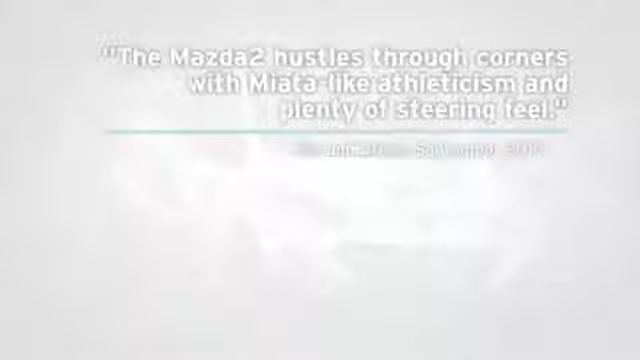 "The Mazda2 hustles through corners
with Miata-like athleticism and
plenty of steering feel."